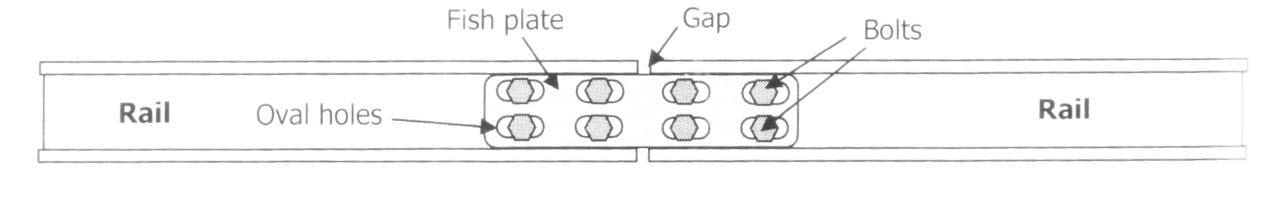 Fish plate
Gap
Bolts
Rail
Oval holes
Rail